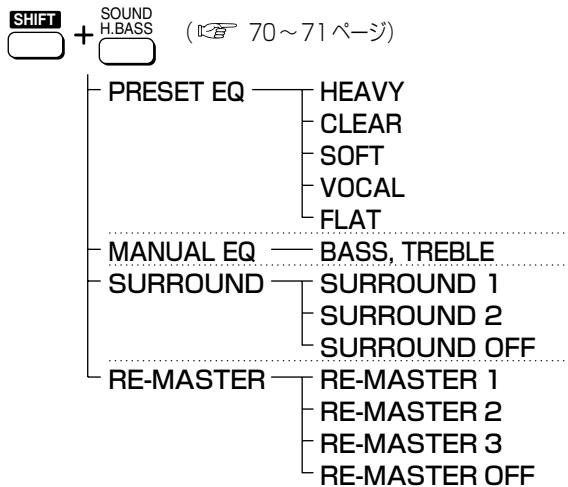 SHIFT + SOUND H.BASS (☞ 70～71ページ)
PRESET EQ HEAVY
CLEAR
SOFT
VOCAL
FLAT
MANUAL EQ BASS, TREBLE
SURROUND SURROUND 1
SURROUND 2
SURROUND OFF
RE-MASTER RE-MASTER 1
RE-MASTER 2
RE-MASTER 3
RE-MASTER OFF